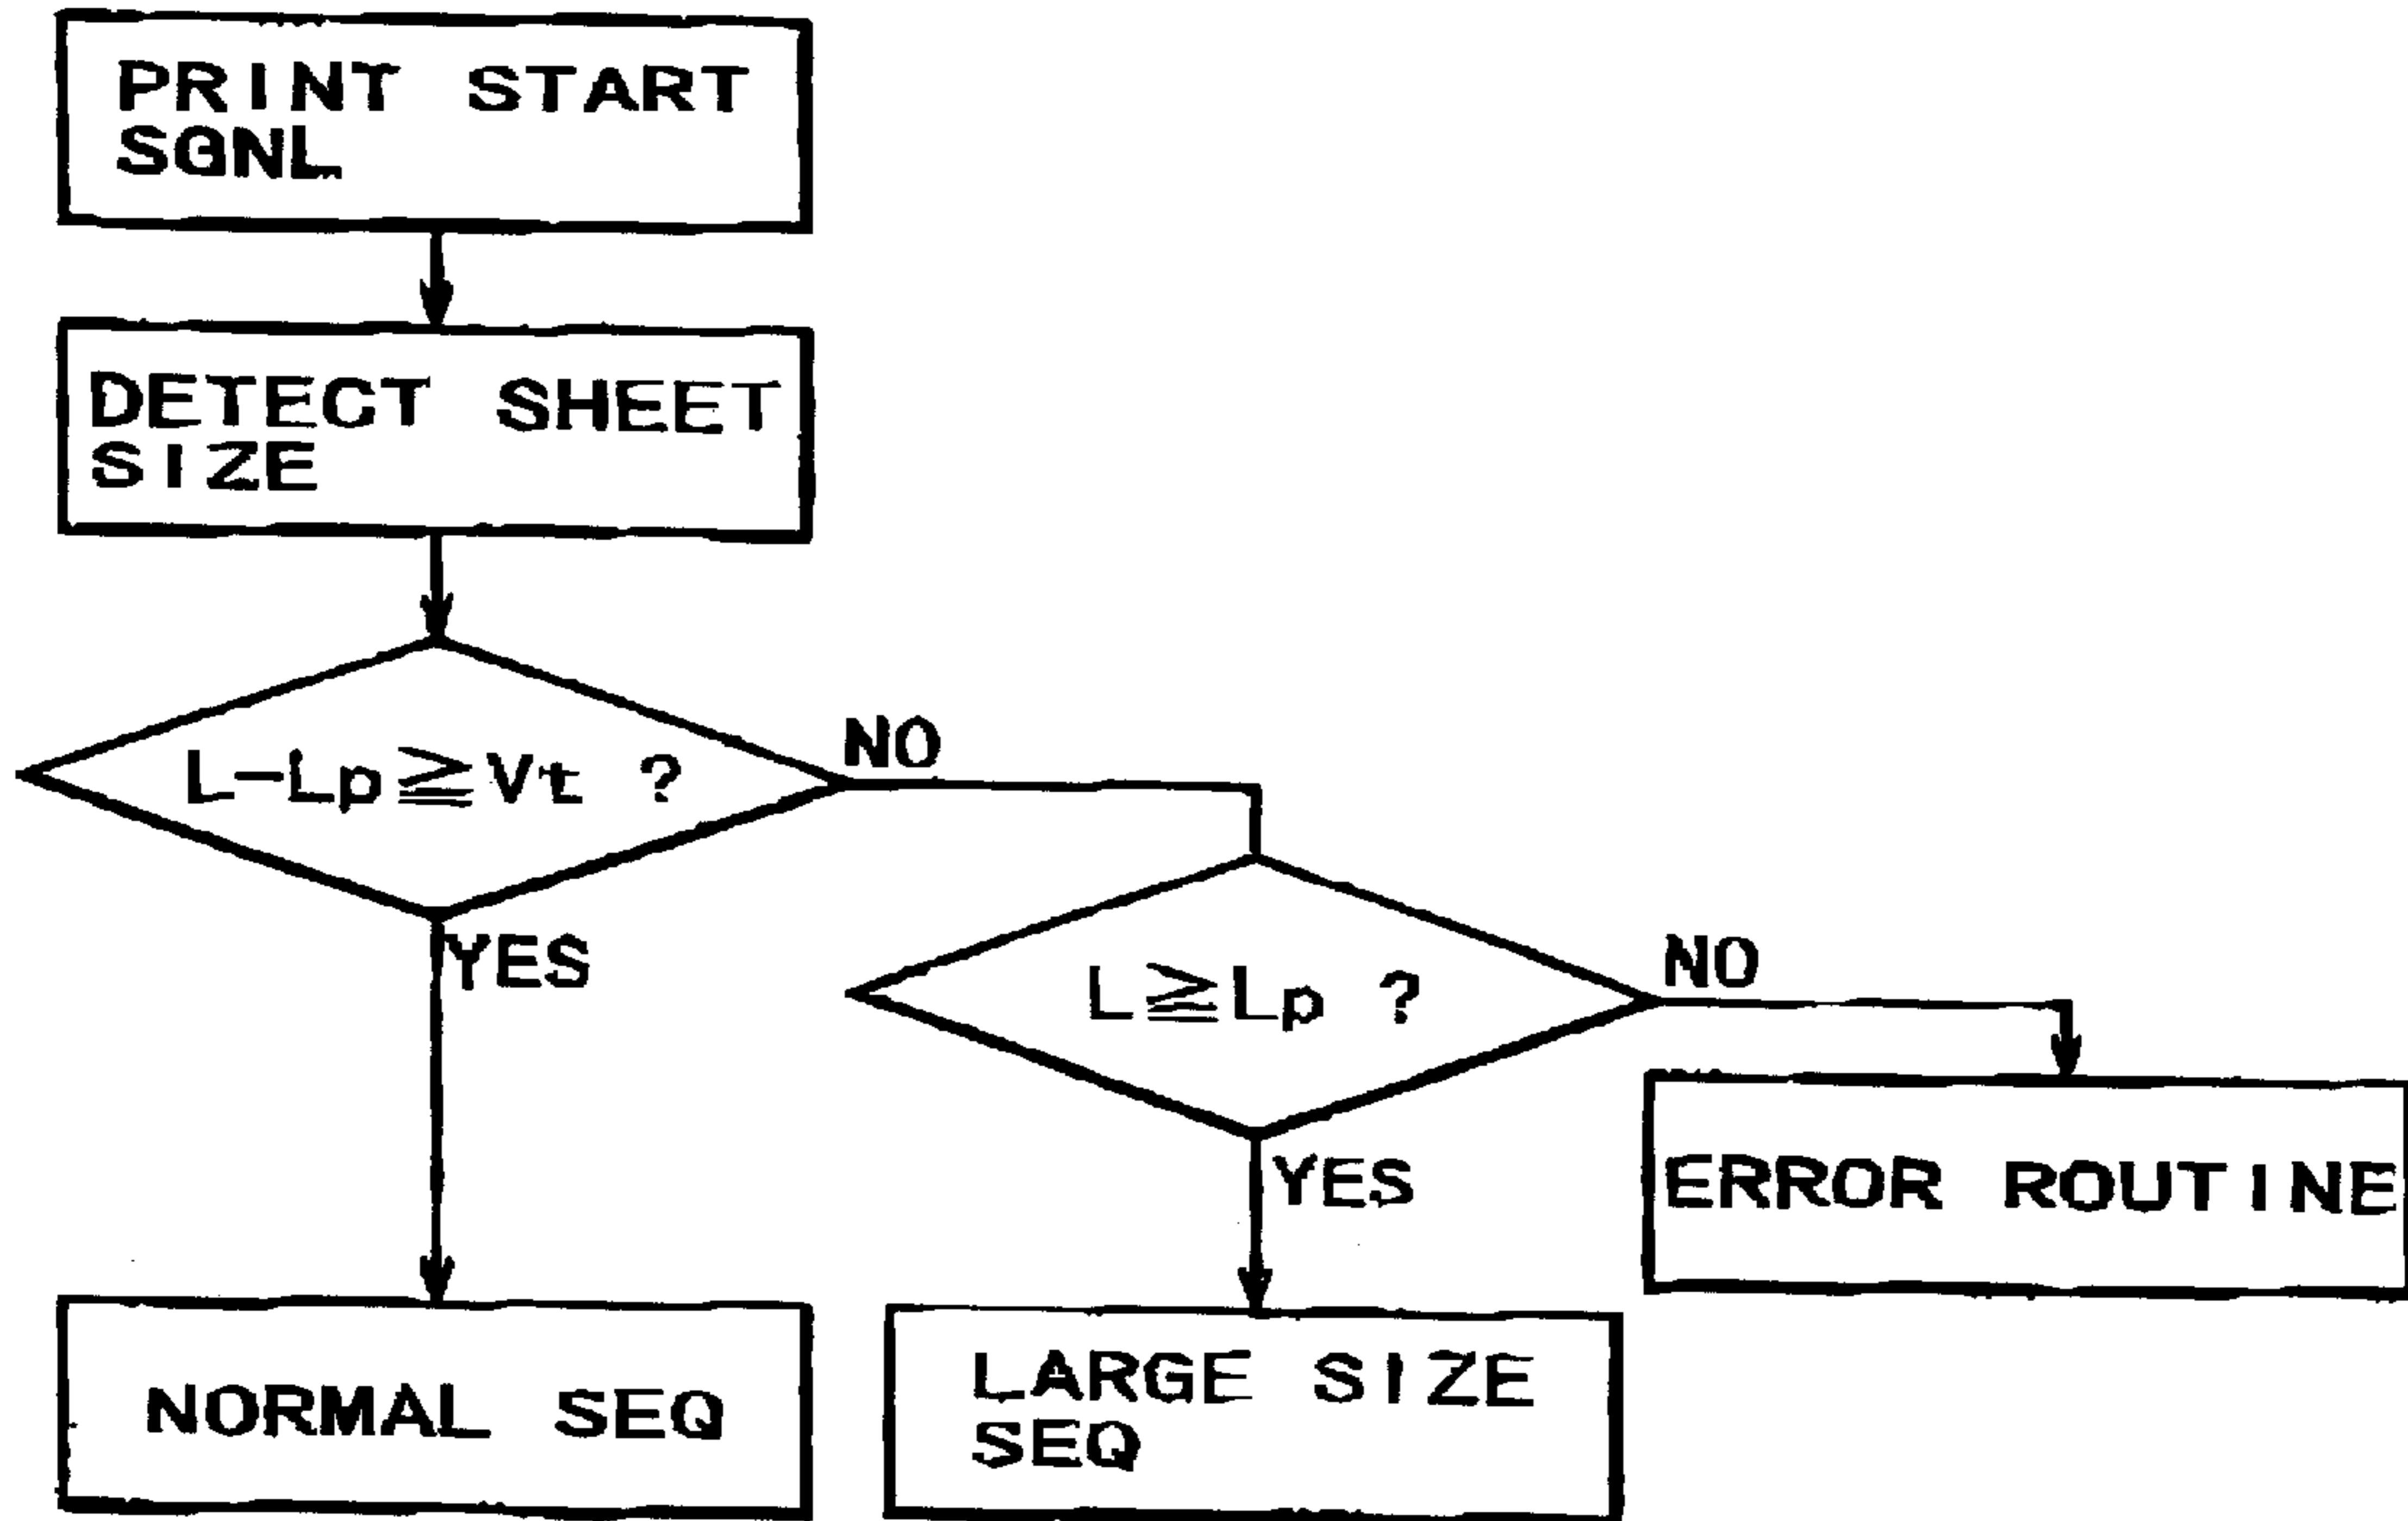 PRINT START
SGNL
DETECT SHEET
SIZE
L-Lp≧Vt ?
NO
YES
L≧Lp ?
NO
YES
ERROR ROUTINE
NORMAL SEQ
LARGE SIZE
SEQ